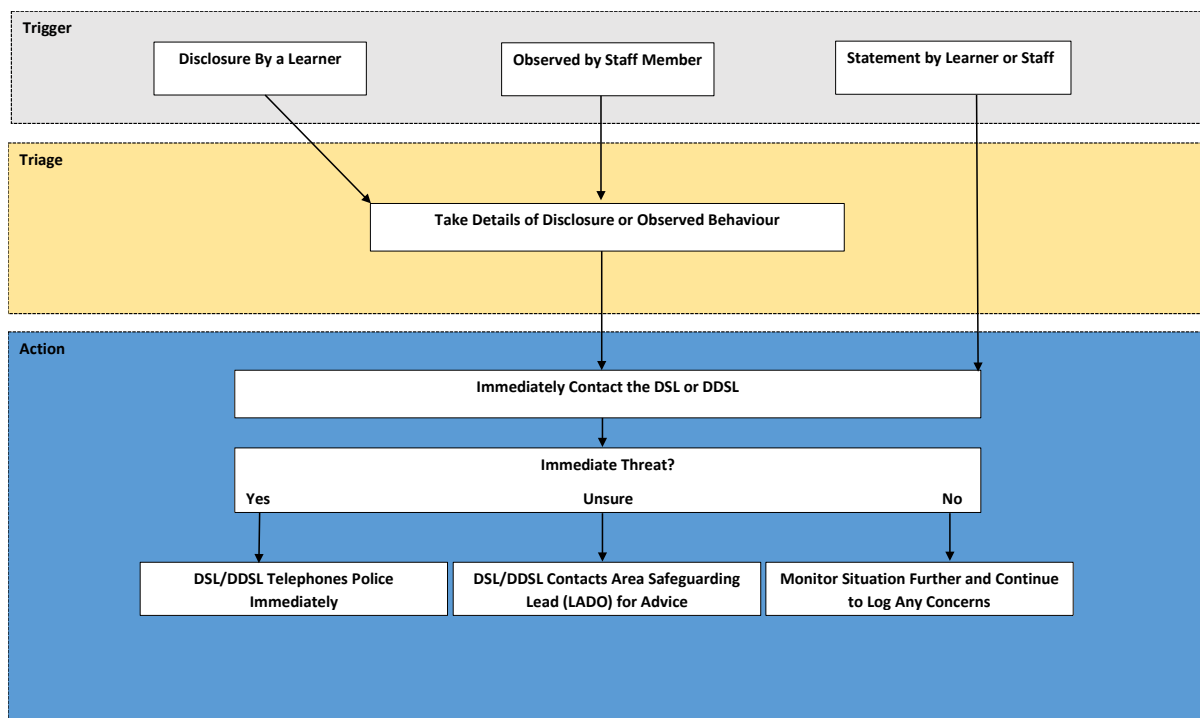 Trigger
Disclosure By a Learner
Observed by Staff Member
Statement by Learner or Staff
Triage
Take Details of Disclosure or Observed Behaviour
Action
Immediately Contact the DSL or DDSL
Immediate Threat?
Yes
Unsure
No
DSL/DDSL Telephones Police
Immediately
DSL/DDSL Contacts Area Safeguarding
Lead (LADO) for Advice
Monitor Situation Further and Continue
to Log Any Concerns